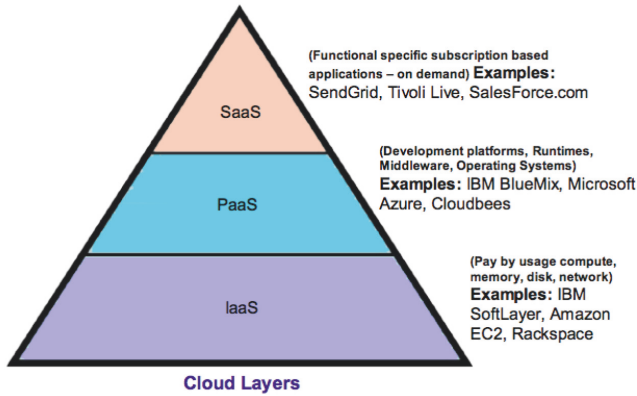 (Functional specific subscription based
applications – on demand) Examples:
SendGrid, Tivoli Live, SalesForce.com
SaaS
(Development platforms, Runtimes,
Middleware, Operating Systems)
Examples: IBM BlueMix, Microsoft
Azure, Cloudbees
PaaS
(Pay by usage compute,
memory, disk, network)
Examples: IBM
SoftLayer, Amazon
EC2, Rackspace
IaaS
Cloud Layers